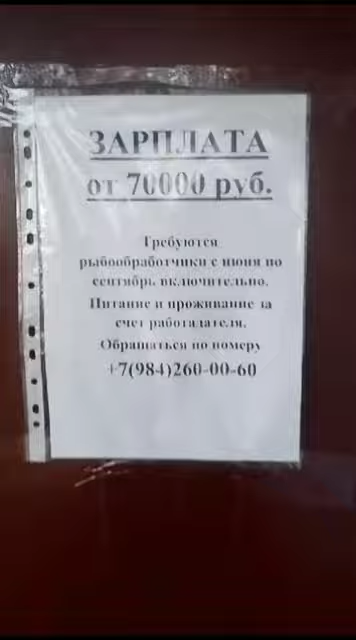 ЗАРПЛАТА
от 70000 руб.
Требуются
рыбообработчики с июня по
сентябрь включительно.
Питание и проживание за
счет работадателя.
Обращаться по номеру
+7(984)260-00-60